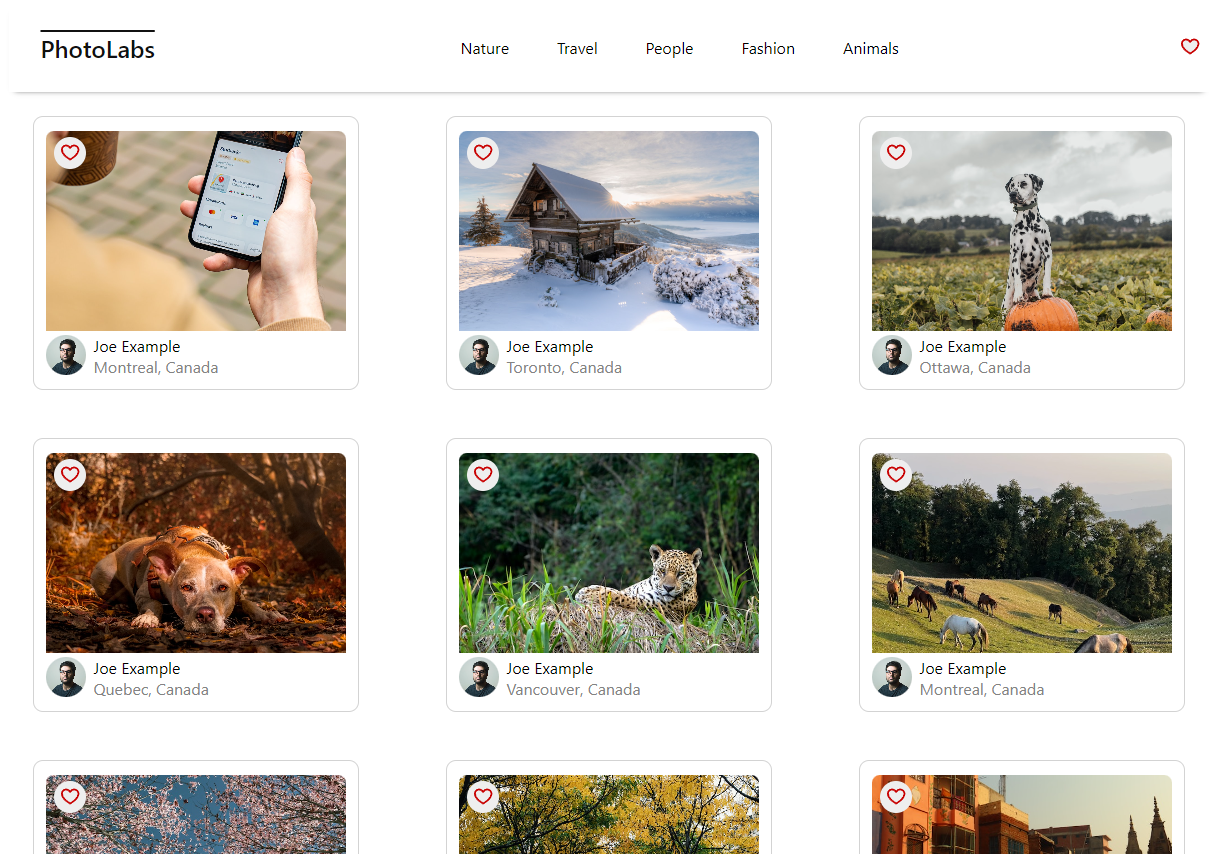 PhotoLabs
Nature Travel People Fashion Animals
Joe Example
Montreal, Canada
Joe Example
Toronto, Canada
Joe Example
Ottawa, Canada
Joe Example
Quebec, Canada
Joe Example
Vancouver, Canada
Joe Example
Montreal, Canada